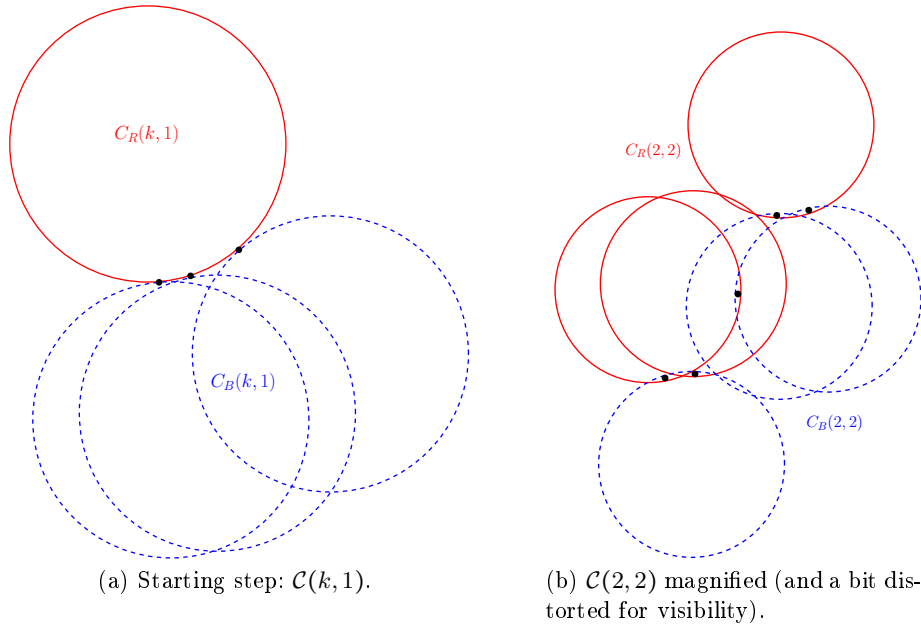 C_R(k, 1)
C_B(k, 1)
C_R(2, 2)
C_B(2, 2)
(a) Starting step: 𝒞(k, 1).
(b) 𝒞(2, 2) magnified (and a bit dis-
torted for visibility).